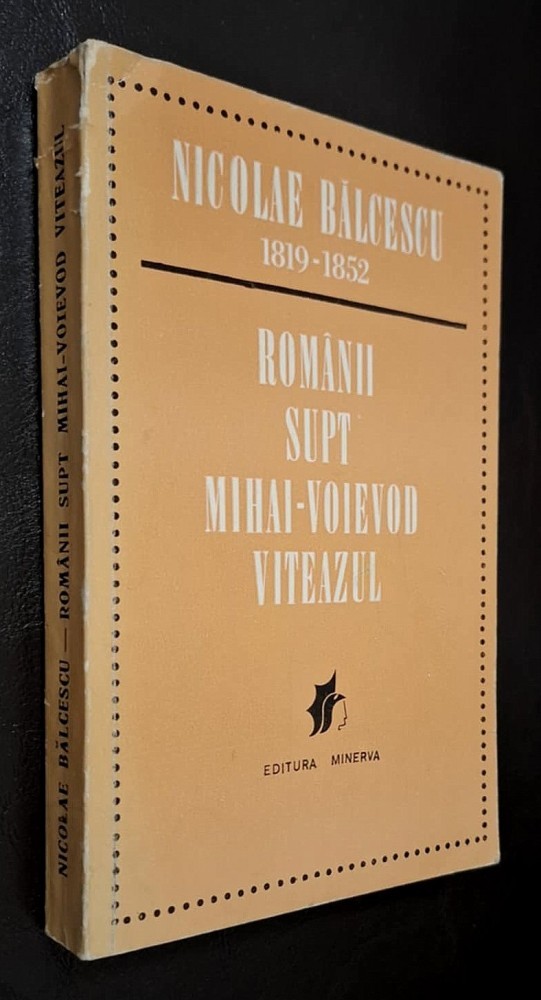 NICOLAE BĂLCESCU
1819-1852
ROMÂNII
SUPT
MIHAI-VOIEVOD
VITEAZUL
EDITURA MINERVA
NICOLAE BĂLCESCU — ROMÂNII SUPT MIHAI-VOIEVOD VITEAZUL